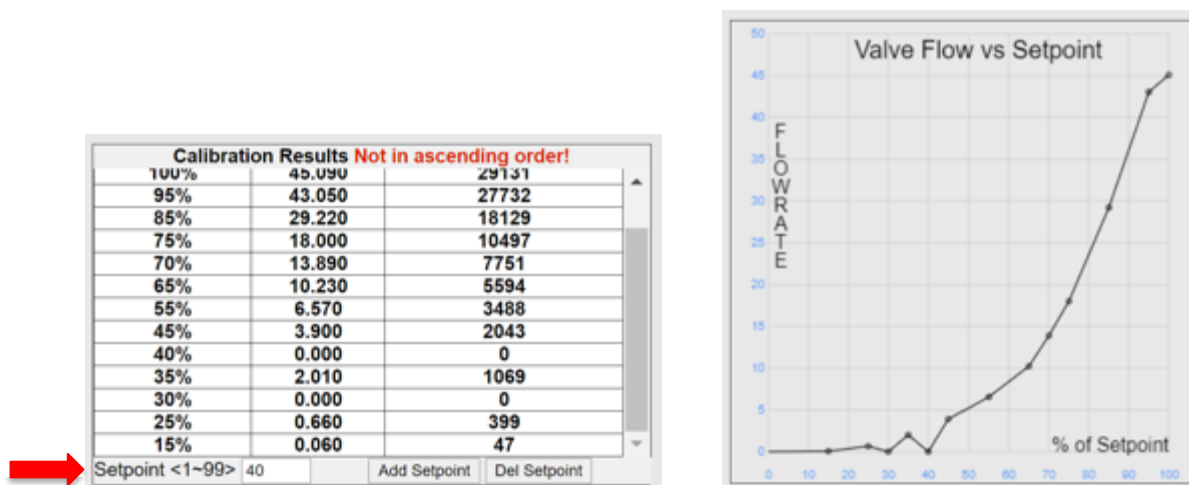 Calibration Results Not in ascending order!
100% 45.090 29131
95% 43.050 27732
85% 29.220 18129
75% 18.000 10497
70% 13.890 7751
65% 10.230 5594
55% 6.570 3488
45% 3.900 2043
40% 0.000 0
35% 2.010 1069
30% 0.000 0
25% 0.660 399
15% 0.060 47
Setpoint <1~99> 40 Add Setpoint Del Setpoint
Valve Flow vs Setpoint
50
45
40
35
30
25
20
15
10
5
0
FLOWRATE
% of Setpoint
0 10 20 30 40 50 60 70 80 90 100